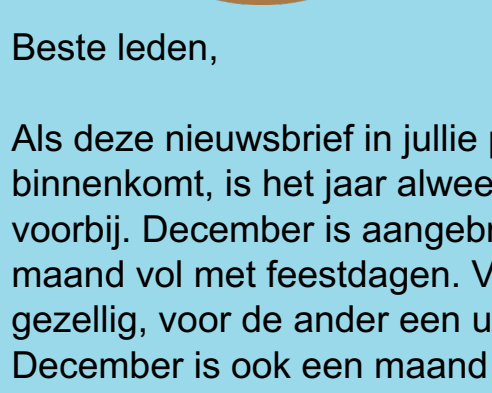 Beste leden,
Als deze nieuwsbrief in jullie
binnenkomt, is het jaar alwee
voorbij. December is aangeb
maand vol met feestdagen. V
gezellig, voor de ander een u
December is ook een maand